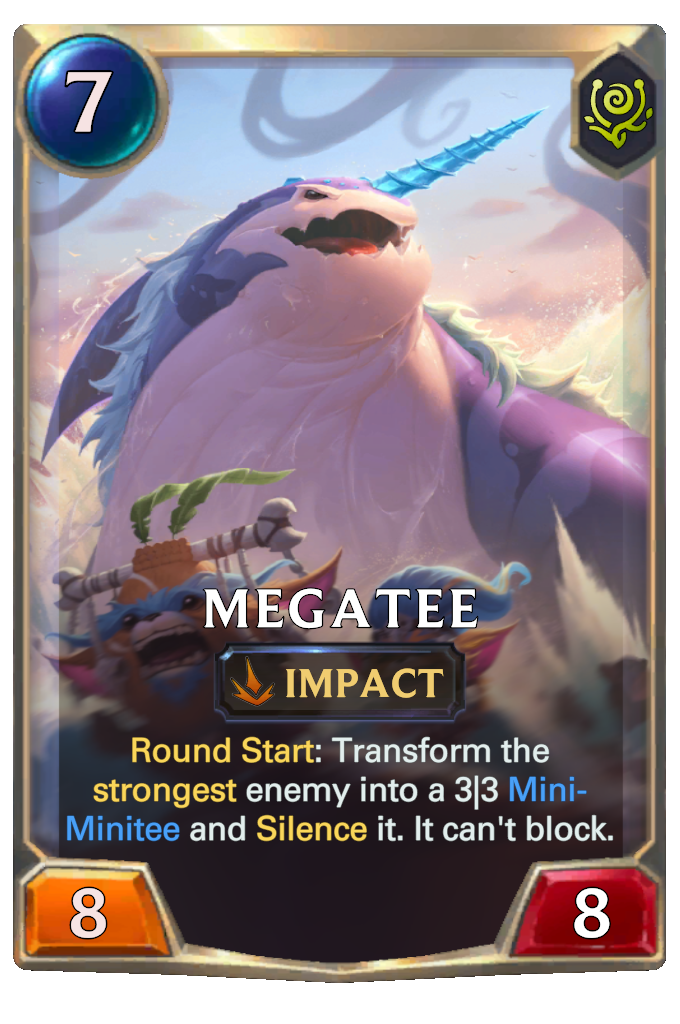 7
MEGATEE
IMPACT
Round Start: Transform the
strongest enemy into a 3|3 Mini-
Minitee and Silence it. It can't block.
8 8